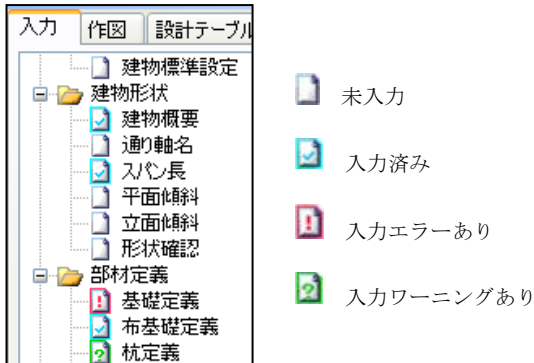 入力 作図 設計テーブル
建物標準設定
建物形状
建物概要
通り軸名
スパン長
平面傾斜
立面傾斜
形状確認
部材定義
基礎定義
布基礎定義
杭定義
未入力
入力済み
入力エラーあり
入力ワーニングあり